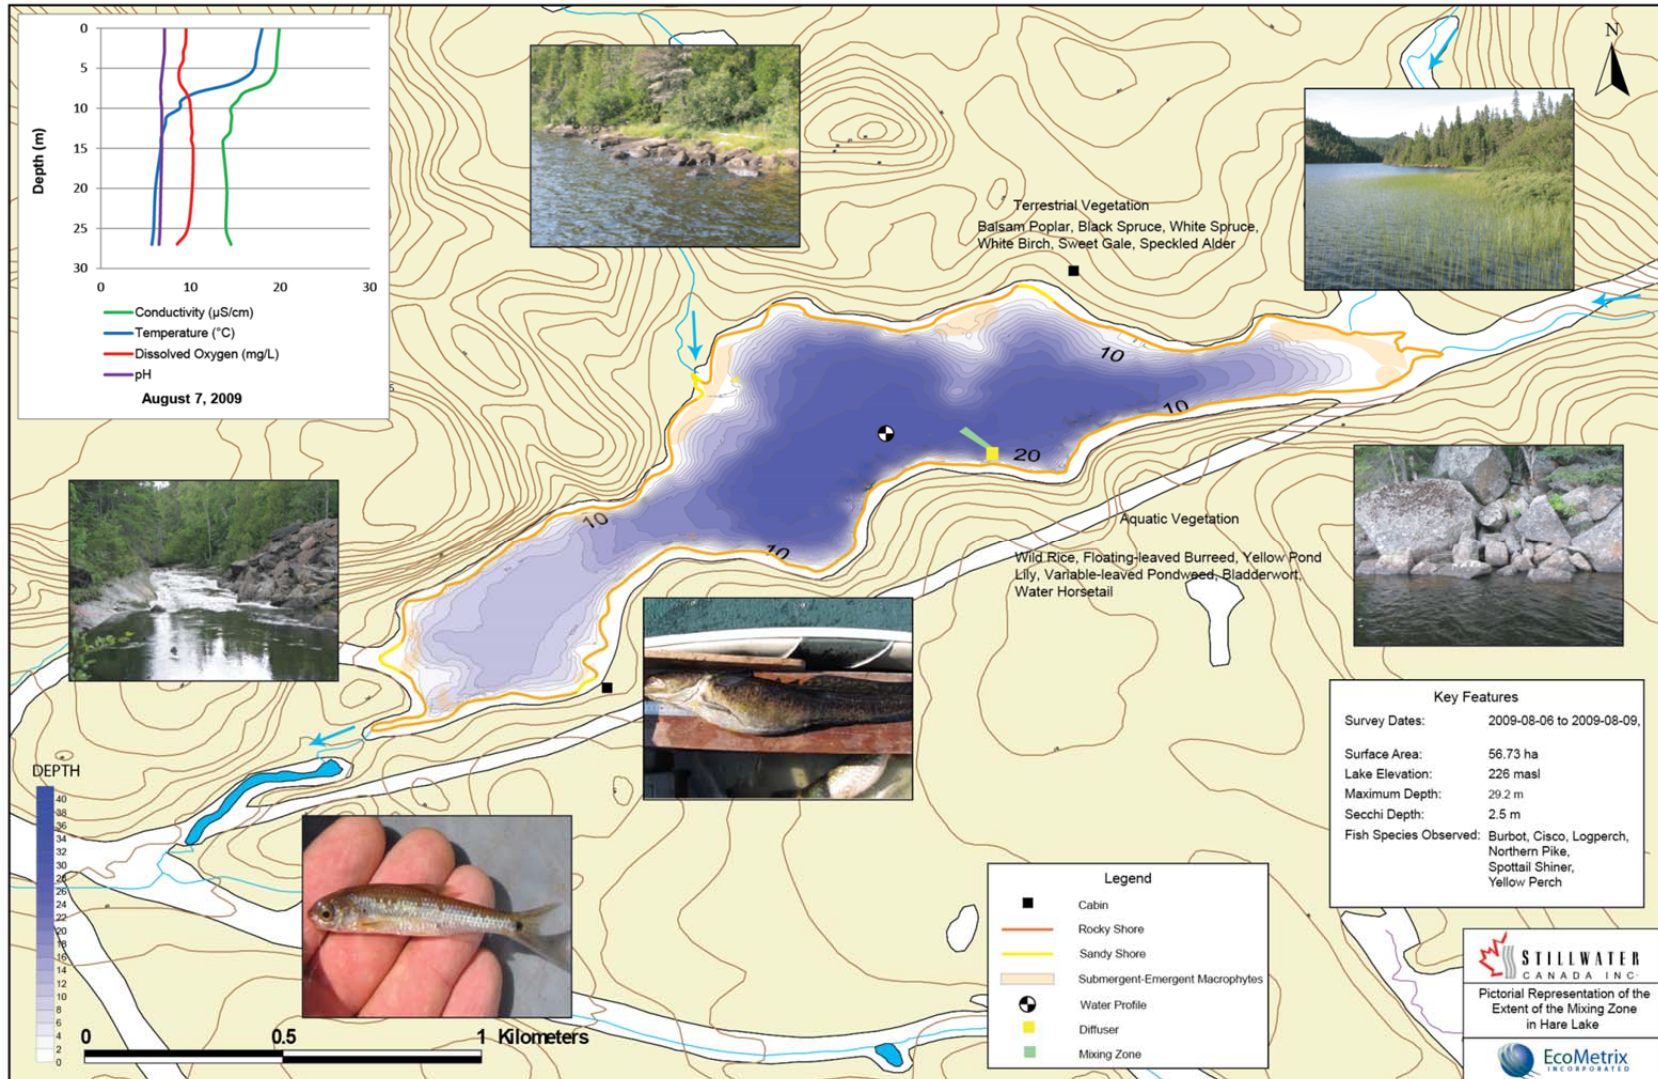 0
5
10
15
20
25
30
Depth (m)
0
10
20
30
Conductivity (µS/cm)
Temperature (°C)
Dissolved Oxygen (mg/L)
pH
August 7, 2009
N
Terrestrial Vegetation
Balsam Poplar, Black Spruce, White Spruce,
White Birch, Sweet Gale, Speckled Alder
10
10
20
10
10
Aquatic Vegetation
Wild Rice, Floating-leaved Burreed, Yellow Pond
Lily, Variable-leaved Pondweed, Bladderwort,
Water Horsetail
Key Features
Survey Dates: 2009-08-06 to 2009-08-09,
Surface Area: 56.73 ha
Lake Elevation: 226 masl
Maximum Depth: 29.2 m
Secchi Depth: 2.5 m
Fish Species Observed: Burbot, Cisco, Logperch,
Northern Pike,
Spottail Shiner,
Yellow Perch
DEPTH
40
38
36
34
32
30
28
26
24
22
20
18
16
14
12
10
8
6
4
2
0
0 0.5 1 Kilometers
Legend
Cabin
Rocky Shore
Sandy Shore
Submergent-Emergent Macrophytes
Water Profile
Diffuser
Mixing Zone
STILLWATER
CANADA INC.
Pictorial Representation of the
Extent of the Mixing Zone
in Hare Lake
EcoMetrix
INCORPORATED